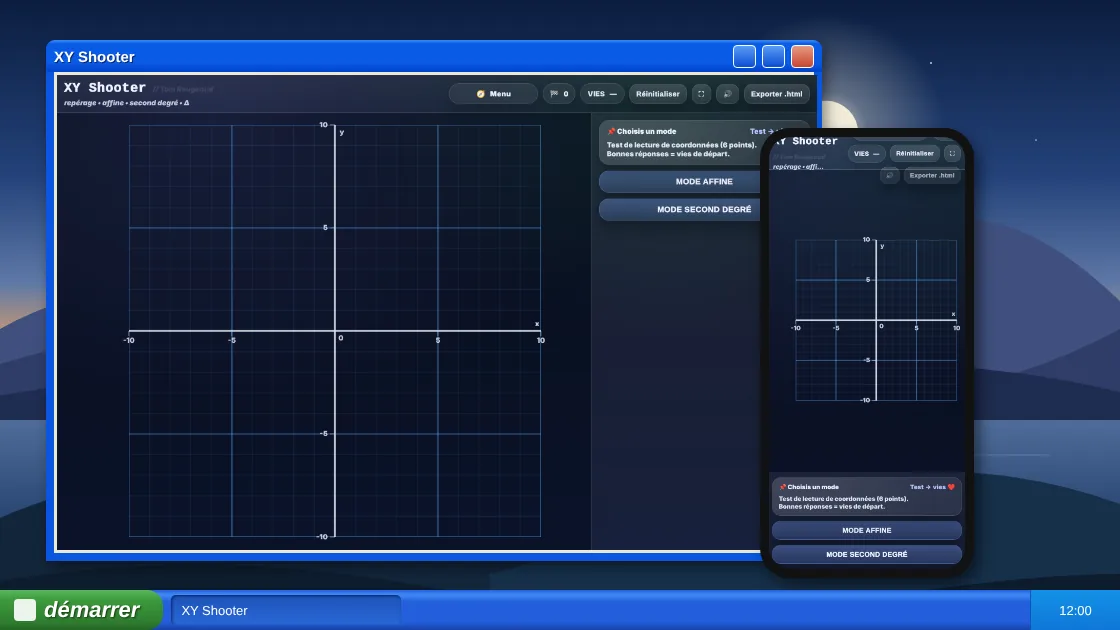 XY Shooter
XY Shooter
repérage • affine • second degré • Δ
Menu
0
VIES —
Réinitialiser
Exporter .html
10
y
5
x
-10
-5
0
5
10
-5
-10
Choisis un mode
Test →
Test de lecture de coordonnées (6 points).
Bonnes réponses = vies de départ.
MODE AFFINE
MODE SECOND DEGRÉ
XY Shooter
repérage • affi...
VIES —
Réinitialiser
Exporter .html
10
y
5
x
-10
-5
0
5
10
-5
-10
Choisis un mode
Test → vies ❤️
Test de lecture de coordonnées (6 points).
Bonnes réponses = vies de départ.
MODE AFFINE
MODE SECOND DEGRÉ
démarrer
XY Shooter
12:00